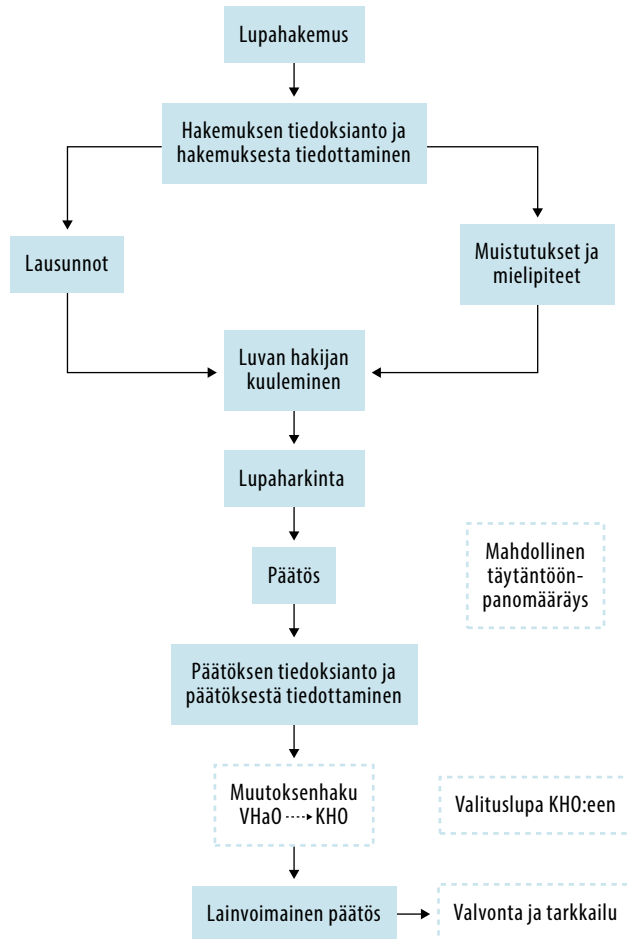 Lupahakemus
Hakemuksen tiedoksianto ja
hakemuksesta tiedottaminen
Lausunnot
Muistutukset ja
mielipiteet
Luvan hakijan
kuuleminen
Lupaharkinta
Mahdollinen
täytäntöön-
panomääräys
Päätös
Päätöksen tiedoksianto ja
päätöksestä tiedottaminen
Muutoksenhaku
VHaO ----► KHO
Valituslupa KHO:een
Lainvoimainen päätös
Valvonta ja tarkkailu